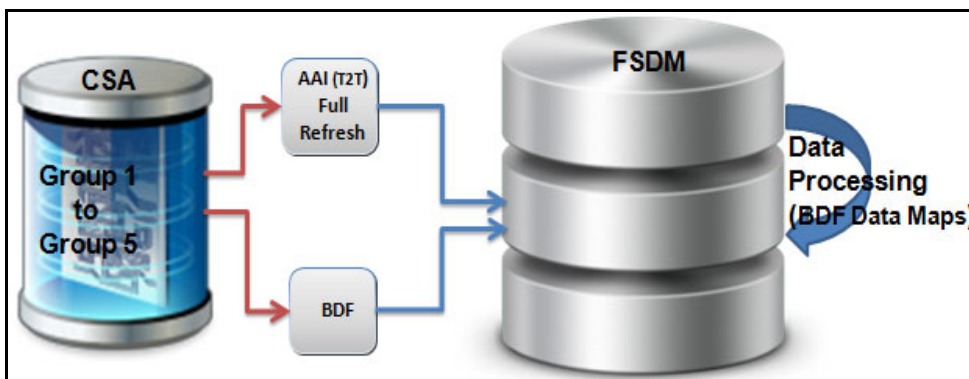 CSA
Group 1
to
Group 5
AAI (T2T)
Full
Refresh
BDF
FSDM
Data
Processing
(BDF Data Maps)